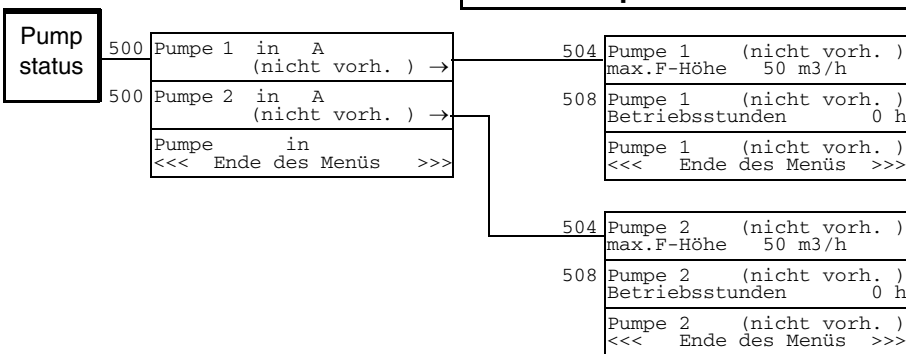 Pump
status
500 Pumpe 1 in A
(nicht vorh. ) →
500 Pumpe 2 in A
(nicht vorh. ) →
Pumpe in
<<< Ende des Menüs >>>
504 Pumpe 1 (nicht vorh. )
max.F-Höhe 50 m3/h
508 Pumpe 1 (nicht vorh. )
Betriebsstunden 0 h
Pumpe 1 (nicht vorh. )
<<< Ende des Menüs >>>
504 Pumpe 2 (nicht vorh. )
max.F-Höhe 50 m3/h
508 Pumpe 2 (nicht vorh. )
Betriebsstunden 0 h
Pumpe 2 (nicht vorh. )
<<< Ende des Menüs >>>